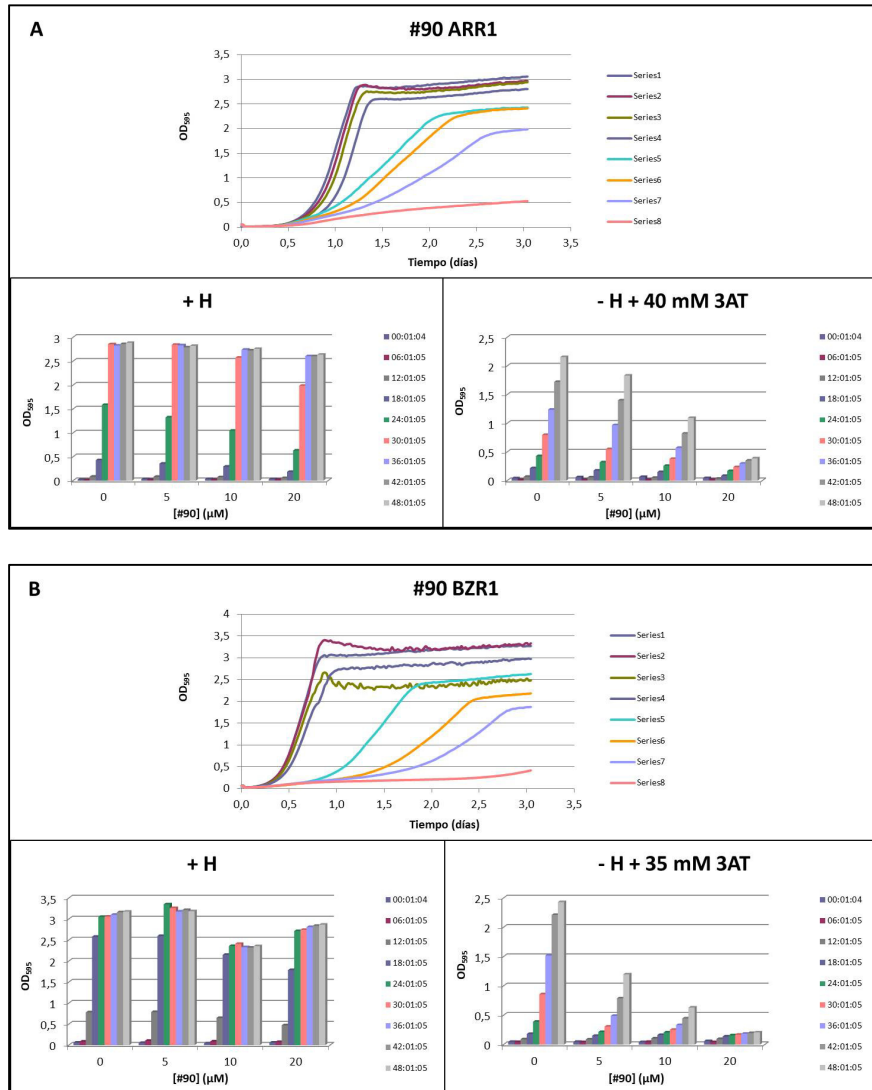 A
#90 ARR1
3,5
3
2,5
2
1,5
1
0,5
0
OD595
0,0 0,5 1,0 1,5 2,0 2,5 3,0 3,5
Tiempo (días)
Series1
Series2
Series3
Series4
Series5
Series6
Series7
Series8
+ H
3
2,5
2
1,5
1
0,5
0
OD595
0 5 10 20
[#90] (µM)
00:01:04
06:01:05
12:01:05
18:01:05
24:01:05
30:01:05
36:01:05
42:01:05
48:01:05
- H + 40 mM 3AT
2,5
2
1,5
1
0,5
0
OD595
0 5 10 20
[#90] (µM)
00:01:04
06:01:05
12:01:05
18:01:05
24:01:05
30:01:05
36:01:05
42:01:05
48:01:05
B
#90 BZR1
4
3,5
3
2,5
2
1,5
1
0,5
0
OD595
0,0 0,5 1,0 1,5 2,0 2,5 3,0 3,5
Tiempo (días)
Series1
Series2
Series3
Series4
Series5
Series6
Series7
Series8
+ H
3,5
3
2,5
2
1,5
1
0,5
0
OD595
0 5 10 20
[#90] (µM)
00:01:04
06:01:05
12:01:05
18:01:05
24:01:05
30:01:05
36:01:05
42:01:05
48:01:05
- H + 35 mM 3AT
2,5
2
1,5
1
0,5
0
OD595
0 5 10 20
[#90] (µM)
00:01:04
06:01:05
12:01:05
18:01:05
24:01:05
30:01:05
36:01:05
42:01:05
48:01:05